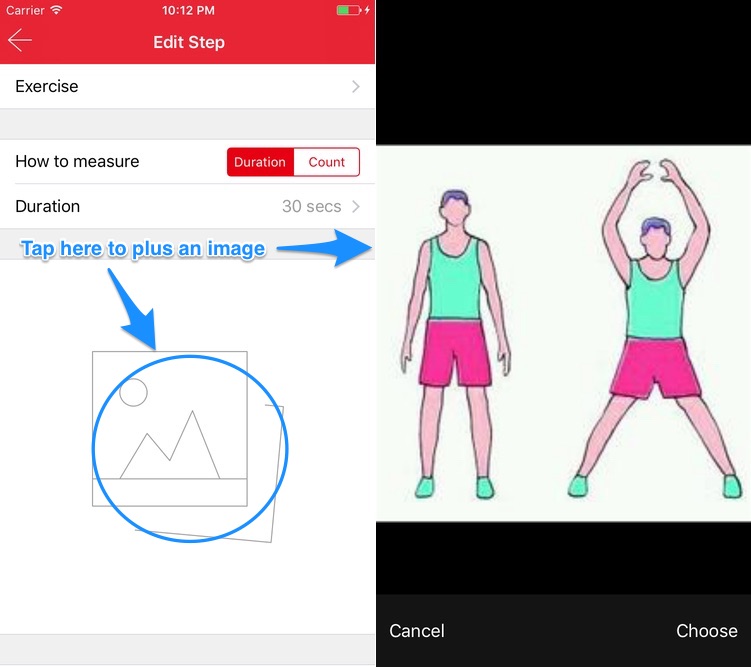 Carrier 10:12 PM
Edit Step
Exercise
How to measure Duration Count
Duration 30 secs
Tap here to plus an image
Cancel Choose